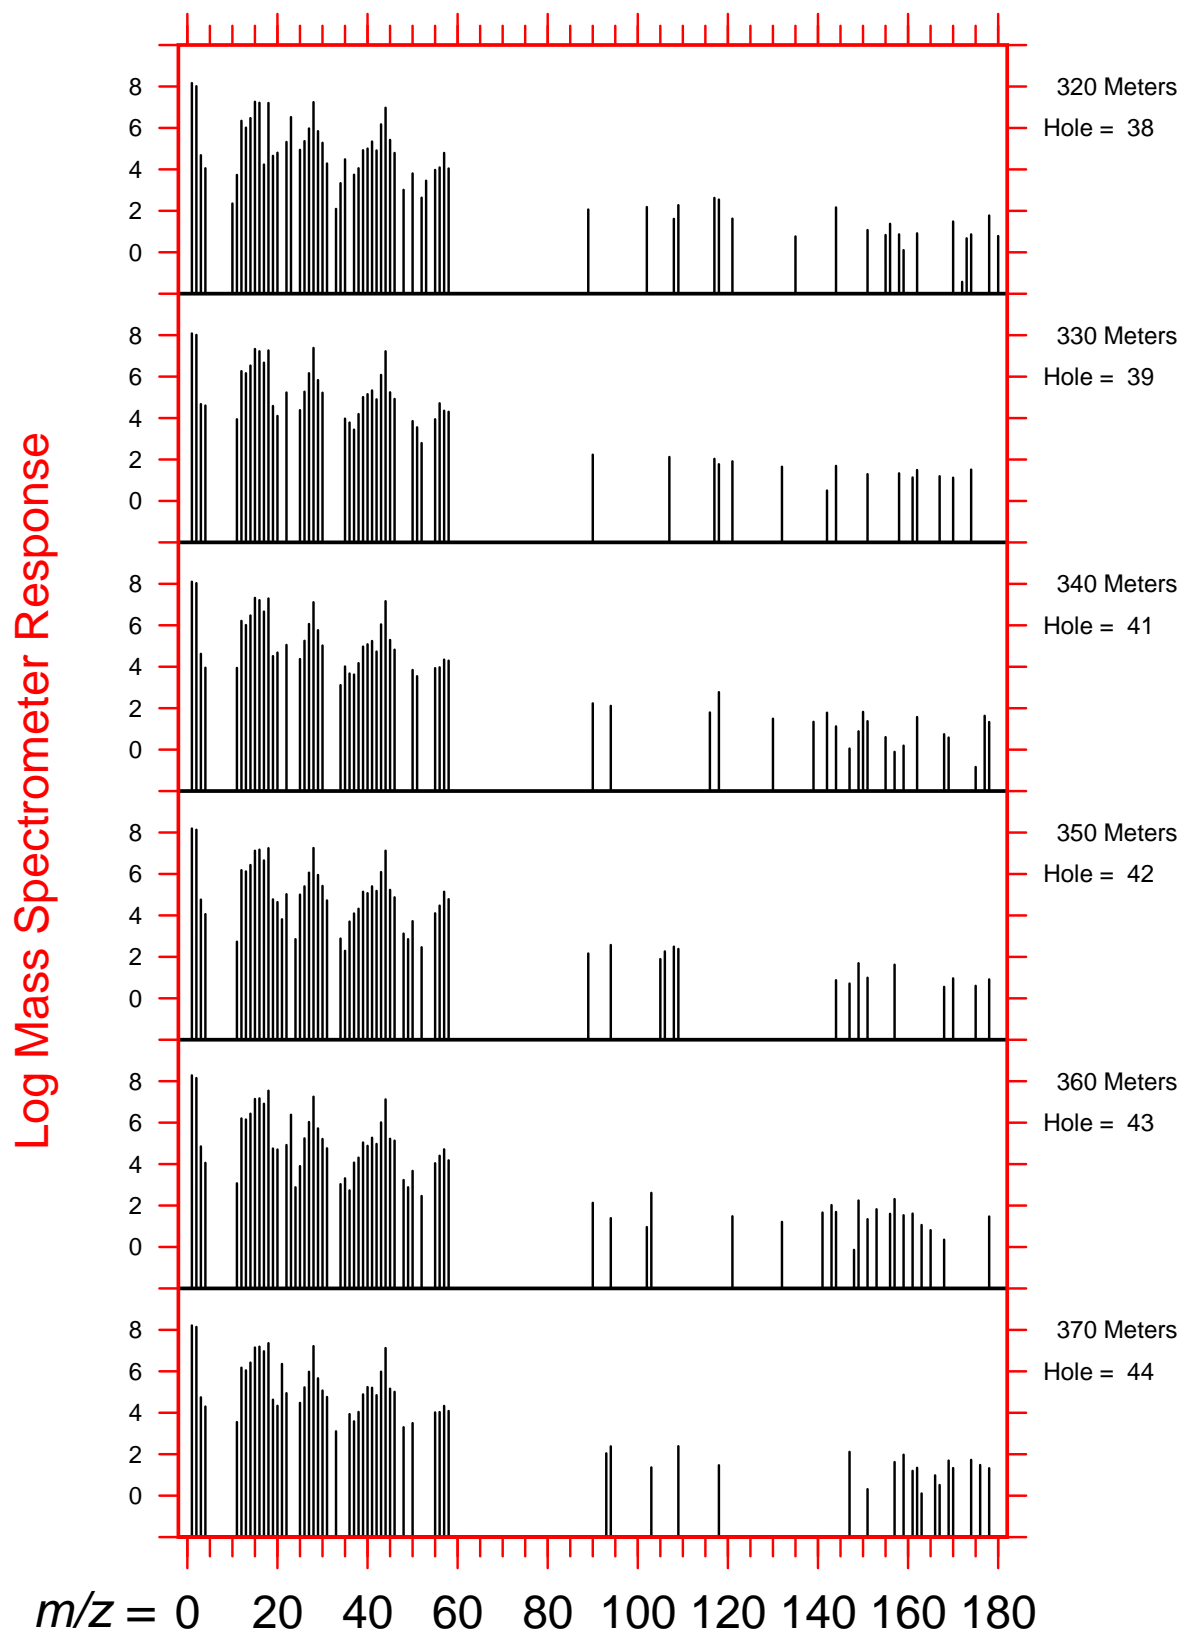 8
6
4
2
0
320 Meters
Hole = 38
8
6
4
2
0
330 Meters
Hole = 39
8
6
4
2
0
340 Meters
Hole = 41
8
6
4
2
0
350 Meters
Hole = 42
8
6
4
2
0
360 Meters
Hole = 43
8
6
4
2
0
370 Meters
Hole = 44
Log Mass Spectrometer Response
m/z = 0 20 40 60 80 100 120 140 160 180